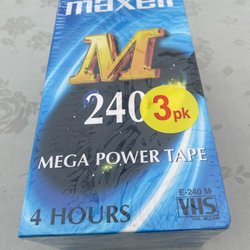 maxell
M
240
3pk
MEGA POWER TAPE
E-240 M
4 HOURS
VHS